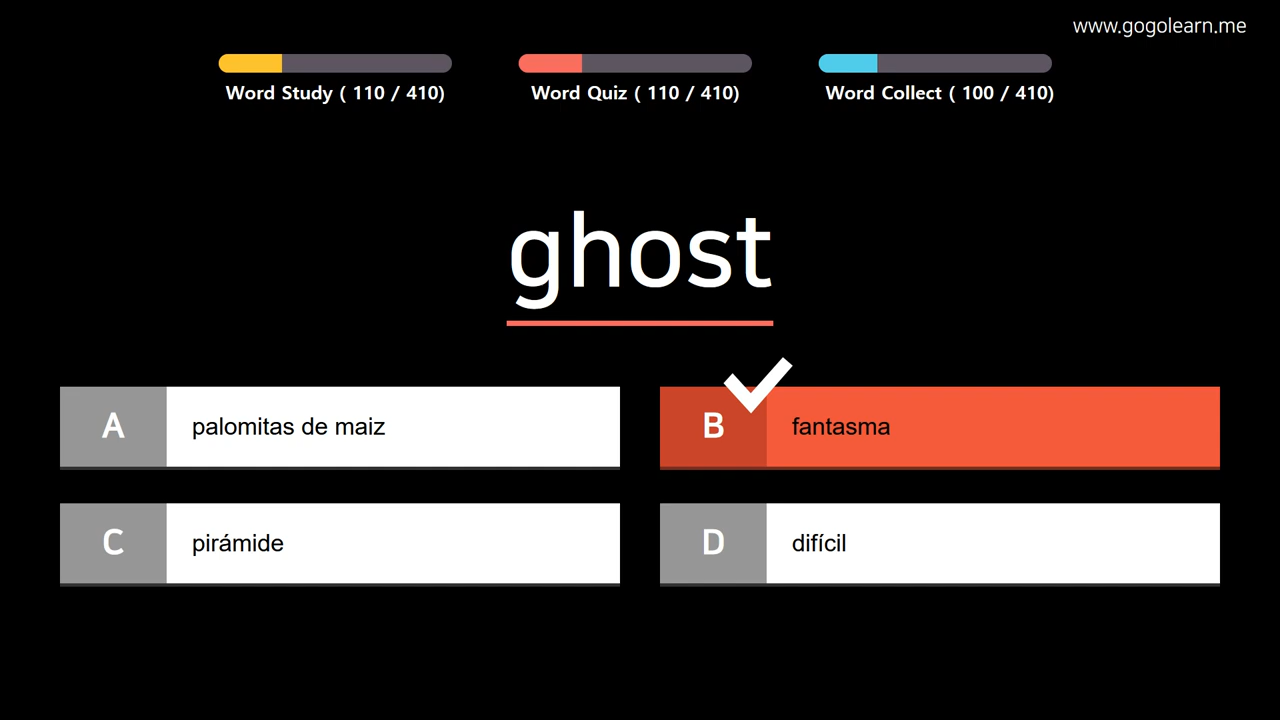 www.gogolearn.me
Word Study ( 110 / 410)
Word Quiz ( 110 / 410)
Word Collect ( 100 / 410)
ghost
A palomitas de maiz
B fantasma
C pirámide
D difícil